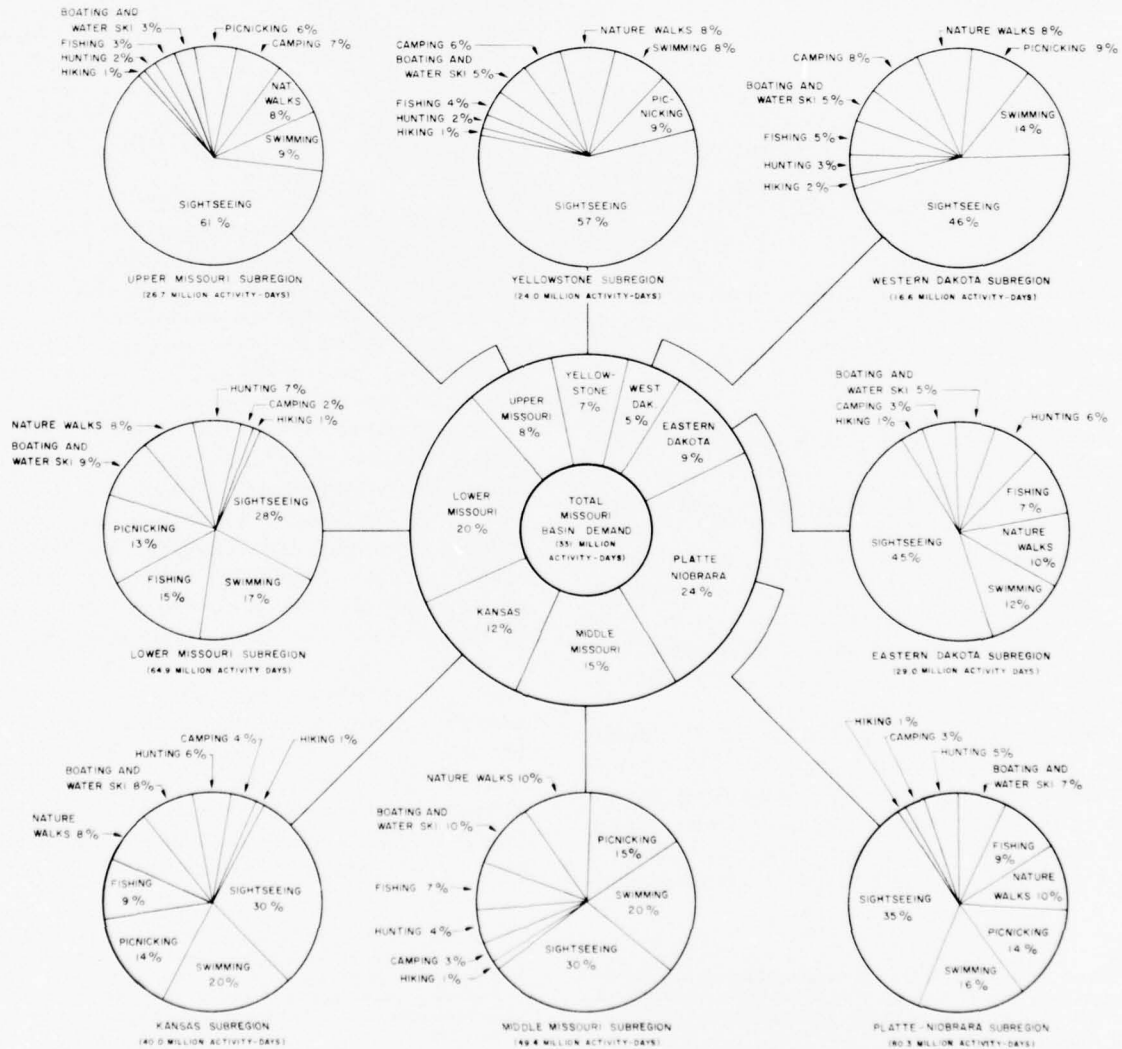 BOATING AND
WATER SKI 3%
FISHING 3%
HUNTING 2%
HIKING 1%
PICNICKING 6%
CAMPING 7%
NAT.
WALKS
8%
SWIMMING
9%
SIGHTSEEING
61%
UPPER MISSOURI SUBREGION
(26.7 MILLION ACTIVITY-DAYS)
CAMPING 6%
BOATING AND
WATER SKI 5%
FISHING 4%
HUNTING 2%
HIKING 1%
NATURE WALKS 8%
SWIMMING 8%
PIC-
NICKING
9%
SIGHTSEEING
57%
YELLOWSTONE SUBREGION
(24.0 MILLION ACTIVITY-DAYS)
NATURE WALKS 8%
PICNICKING 9%
CAMPING 8%
BOATING AND
WATER SKI 5%
FISHING 5%
HUNTING 3%
HIKING 2%
SWIMMING
14%
SIGHTSEEING
46%
WESTERN DAKOTA SUBREGION
(16.6 MILLION ACTIVITY-DAYS)
HUNTING 7%
CAMPING 2%
HIKING 1%
NATURE WALKS 8%
BOATING AND
WATER SKI 9%
SIGHTSEEING
28%
PICNICKING
13%
FISHING
15%
SWIMMING
17%
LOWER MISSOURI SUBREGION
(64.9 MILLION ACTIVITY DAYS)
UPPER
MISSOURI
8%
YELLOW-
STONE
7%
WEST
DAK.
5%
EASTERN
DAKOTA
9%
LOWER
MISSOURI
20%
TOTAL
MISSOURI
BASIN DEMAND
(331 MILLION
ACTIVITY-DAYS)
PLATTE
NIOBRARA
24%
KANSAS
12%
MIDDLE
MISSOURI
15%
BOATING AND
WATER SKI 5%
CAMPING 3%
HIKING 1%
HUNTING 6%
FISHING
7%
NATURE
WALKS
10%
SIGHTSEEING
45%
SWIMMING
12%
EASTERN DAKOTA SUBREGION
(29.0 MILLION ACTIVITY DAYS)
CAMPING 4%
HIKING 1%
HUNTING 6%
BOATING AND
WATER SKI 8%
NATURE
WALKS 8%
FISHING
9%
SIGHTSEEING
30%
PICNICKING
14%
SWIMMING
20%
KANSAS SUBREGION
(40.0 MILLION ACTIVITY DAYS)
NATURE WALKS 10%
BOATING AND
WATER SKI 10%
FISHING 7%
HUNTING 4%
CAMPING 3%
HIKING 1%
PICNICKING
15%
SWIMMING
20%
SIGHTSEEING
30%
MIDDLE MISSOURI SUBREGION
(49.4 MILLION ACTIVITY-DAYS)
HIKING 1%
CAMPING 3%
HUNTING 5%
BOATING AND
WATER SKI 7%
FISHING
9%
NATURE
WALKS 10%
SIGHTSEEING
35%
PICNICKING
14%
SWIMMING
16%
PLATTE-NIOBRARA SUBREGION
(80.3 MILLION ACTIVITY-DAYS)